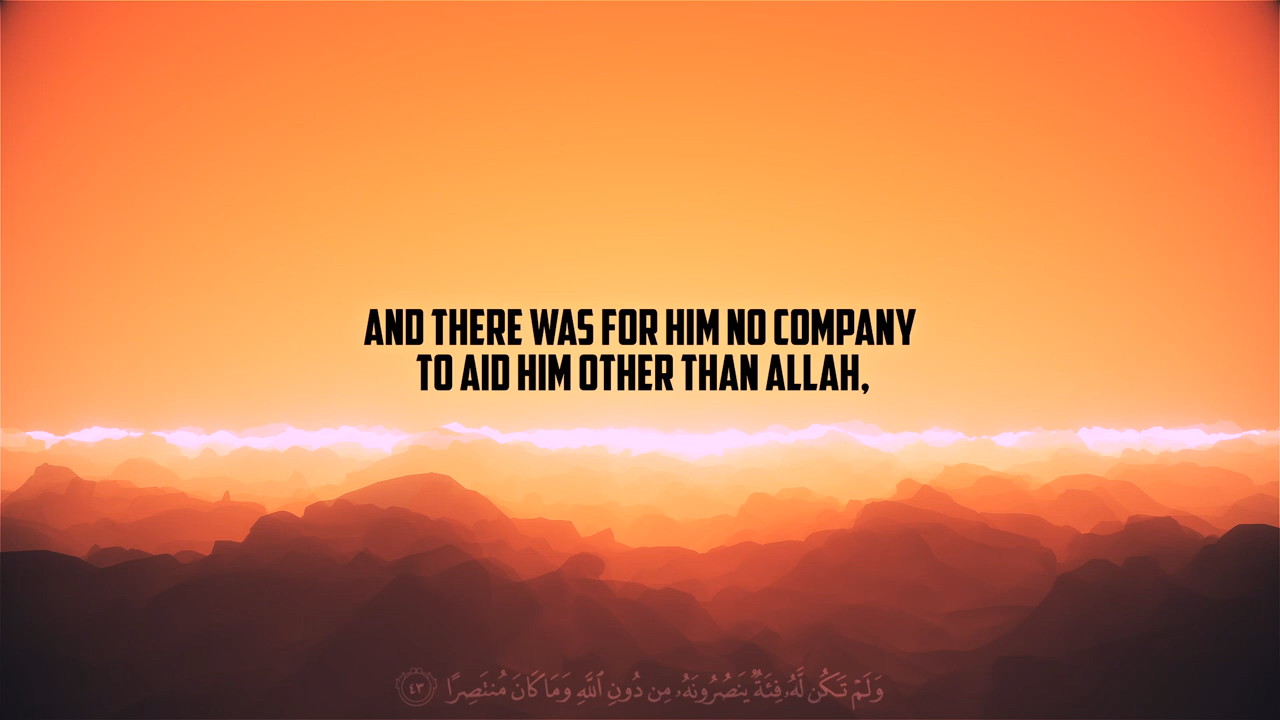 AND THERE WAS FOR HIM NO COMPANY
TO AID HIM OTHER THAN ALLAH,
وَلَمْ تَكُن لَّهُۥ فِئَةٌ يَنصُرُونَهُۥ مِن دُونِ ٱللَّهِ وَمَا كَانَ مُنتَصِرًا ٤٣